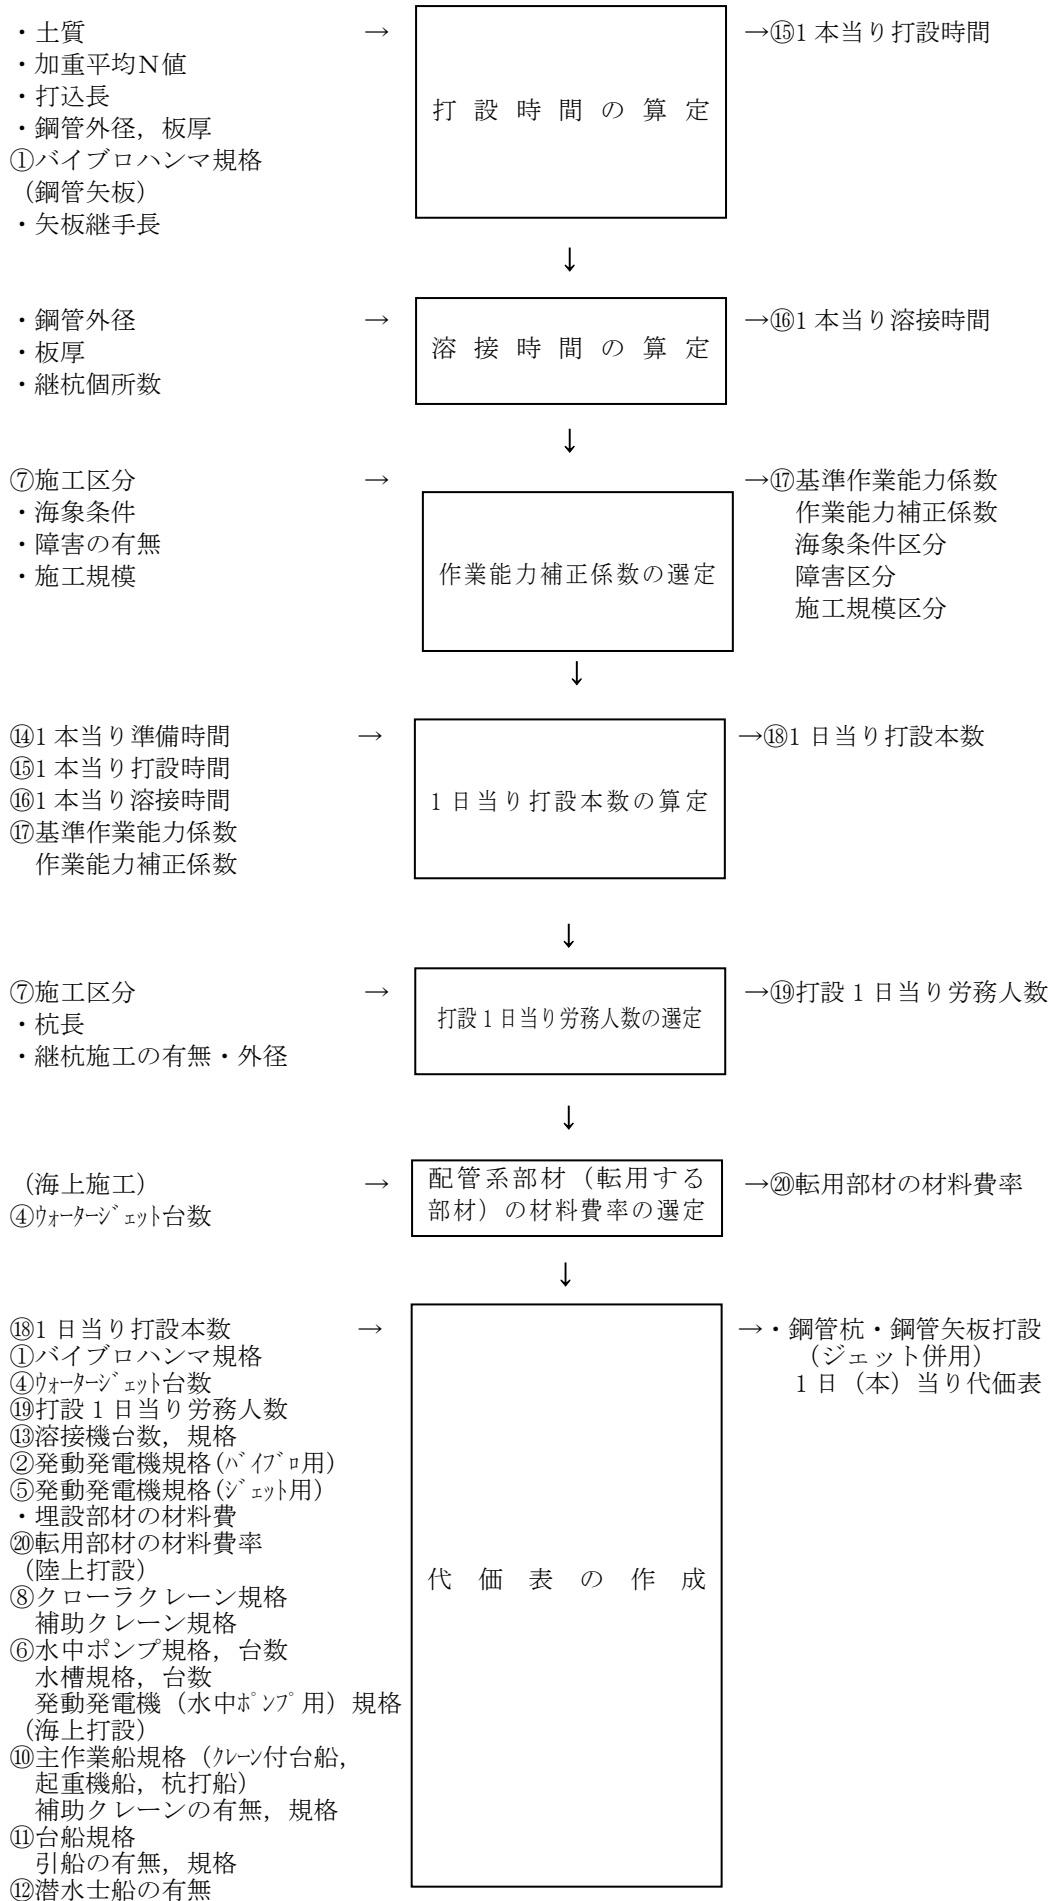 ・土質 → →⑮1本当り打設時間
・加重平均N値
・打込長
打設時間の算定
・鋼管外径，板厚
①バイブロハンマ規格
（鋼管矢板）
・矢板継手長
↓
・鋼管外径 → →⑯1本当り溶接時間
・板厚
溶接時間の算定
・継杭個所数
↓
⑦施工区分 → →⑰基準作業能力係数
・海象条件 作業能力補正係数
・障害の有無 海象条件区分
・施工規模 作業能力補正係数の選定 障害区分
施工規模区分
↓
⑭1本当り準備時間 → →⑱1日当り打設本数
⑮1本当り打設時間
⑯1本当り溶接時間 1日当り打設本数の算定
⑰基準作業能力係数
作業能力補正係数
↓
⑦施工区分 → →⑲打設1日当り労務人数
・杭長 打設1日当り労務人数の選定
・継杭施工の有無・外径
↓
（海上施工） → 配管系部材（転用する →⑳転用部材の材料費率
④ｳｫｰﾀｰｼﾞｪｯﾄ台数 部材）の材料費率の選定
↓
⑱1日当り打設本数 → →・鋼管杭・鋼管矢板打設
①バイブロハンマ規格 （ジェット併用）
④ｳｫｰﾀｰｼﾞｪｯﾄ台数 1日（本）当り代価表
⑲打設1日当り労務人数
⑬溶接機台数，規格
②発動発電機規格(ﾊﾞｲﾌﾞﾛ用)
⑤発動発電機規格(ｼﾞｪｯﾄ用)
・埋設部材の材料費
⑳転用部材の材料費率
（陸上打設） 代価表の作成
⑧クローラクレーン規格
補助クレーン規格
⑥水中ポンプ規格，台数
水槽規格，台数
発動発電機（水中ﾎﾟﾝﾌﾟ用）規格
（海上打設）
⑩主作業船規格（ｸﾚｰﾝ付台船，
起重機船，杭打船）
補助クレーンの有無，規格
⑪台船規格
引船の有無，規格
⑫潜水士船の有無